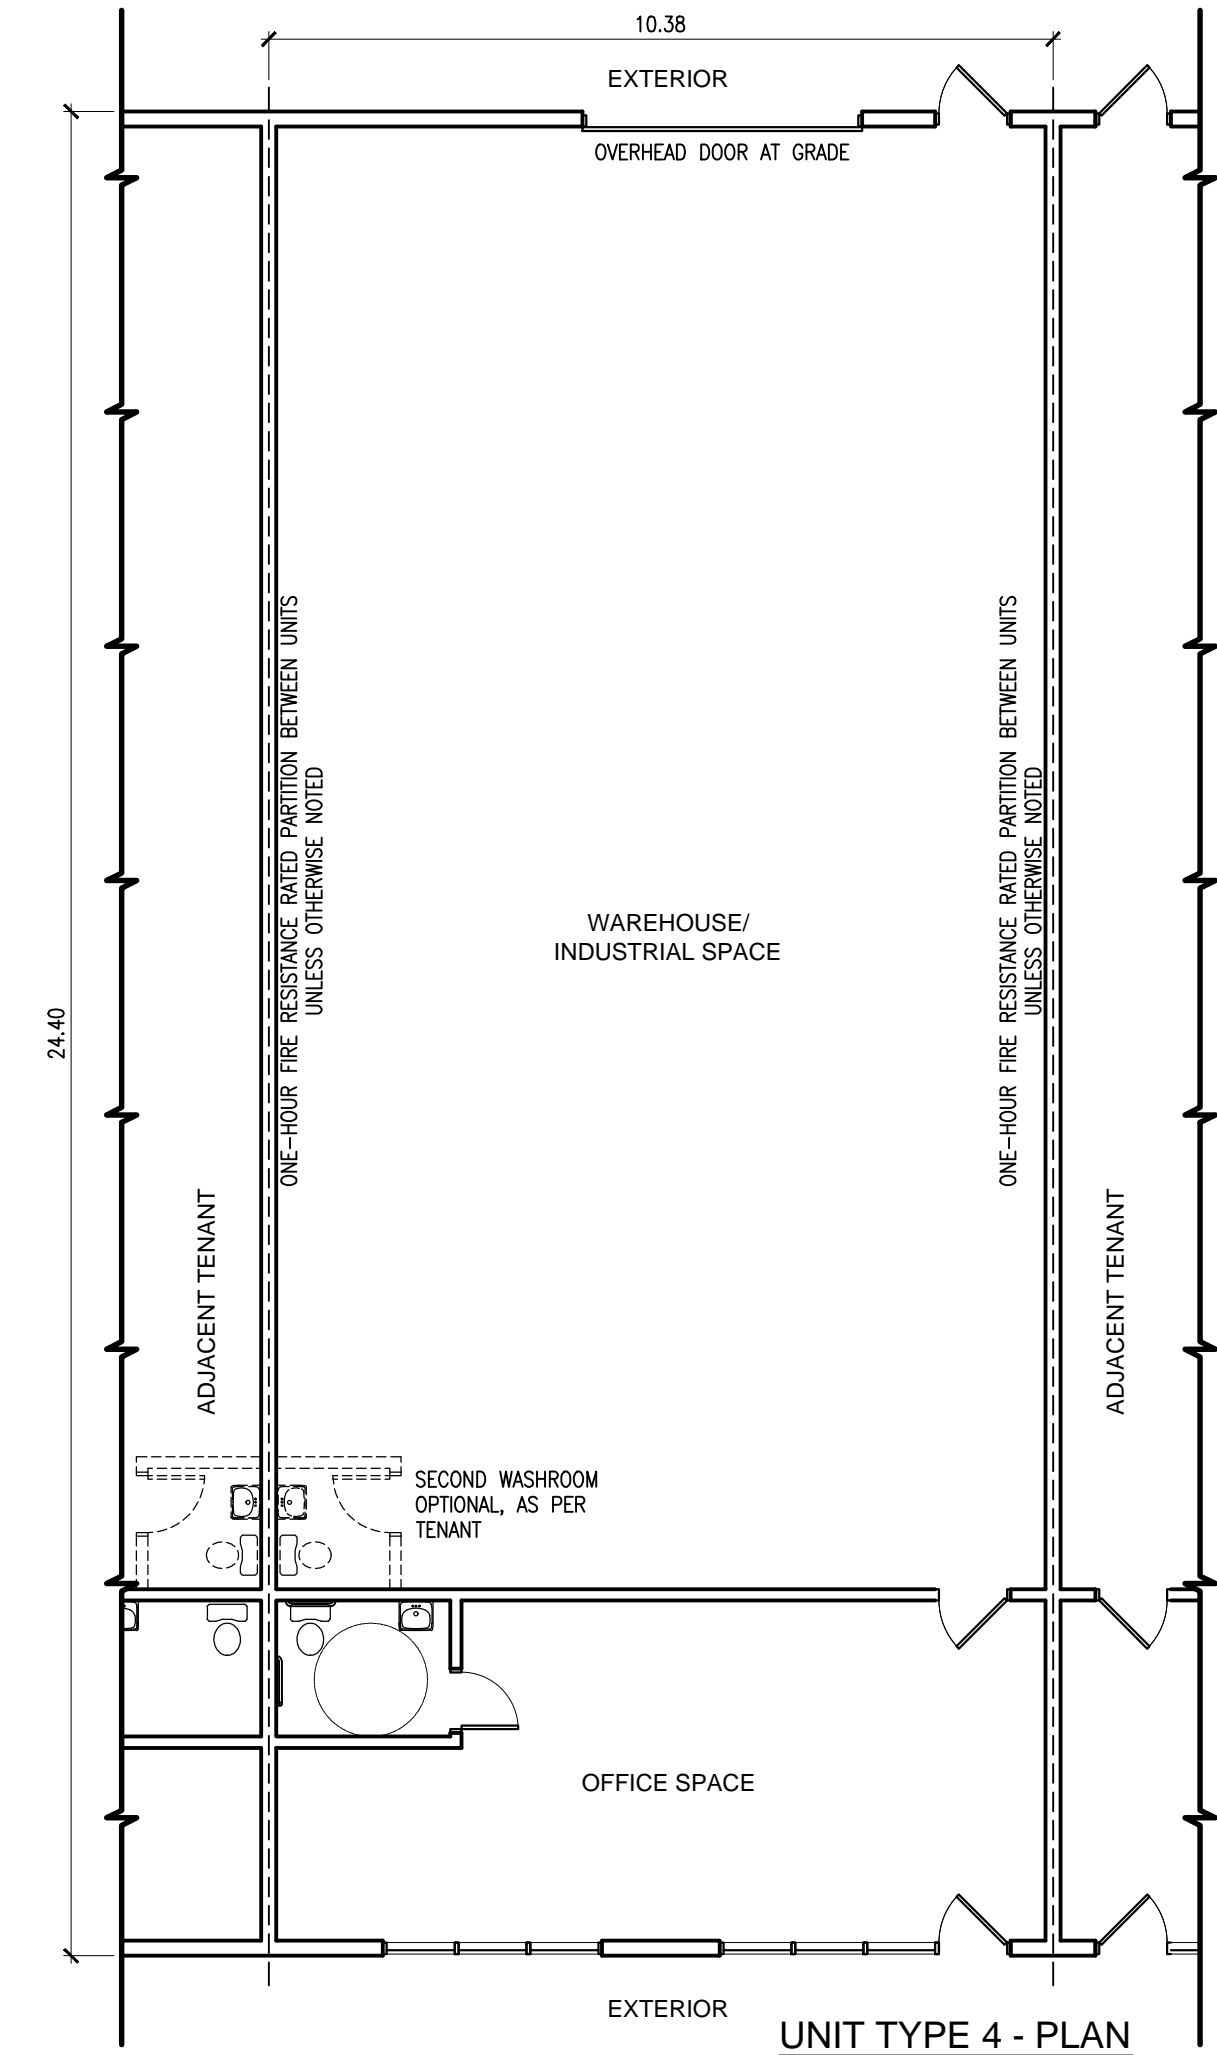 10.38
EXTERIOR
OVERHEAD DOOR AT GRADE
ONE-HOUR FIRE RESISTANCE RATED PARTITION BETWEEN UNITS
UNLESS OTHERWISE NOTED
ONE-HOUR FIRE RESISTANCE RATED PARTITION BETWEEN UNITS
UNLESS OTHERWISE NOTED
WAREHOUSE/
INDUSTRIAL SPACE
24.40
ADJACENT TENANT
ADJACENT TENANT
SECOND WASHROOM
OPTIONAL, AS PER
TENANT
OFFICE SPACE
EXTERIOR
UNIT TYPE 4 - PLAN